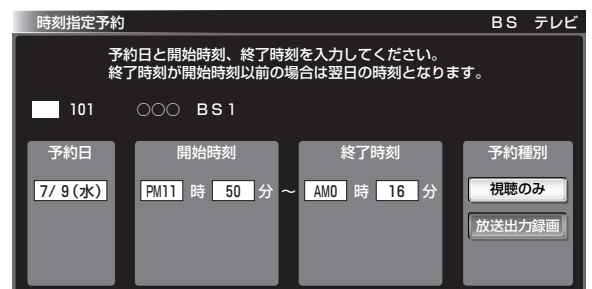 時刻指定予約 BS テレビ
予約日と開始時刻、終了時刻を入力してください。
終了時刻が開始時刻以前の場合は翌日の時刻となります。
101 ○○○ BS1
予約日 開始時刻 終了時刻 予約種別
7/ 9(水) PM11 時 50 分 ～ AM0 時 16 分 視聴のみ
放送出力録画